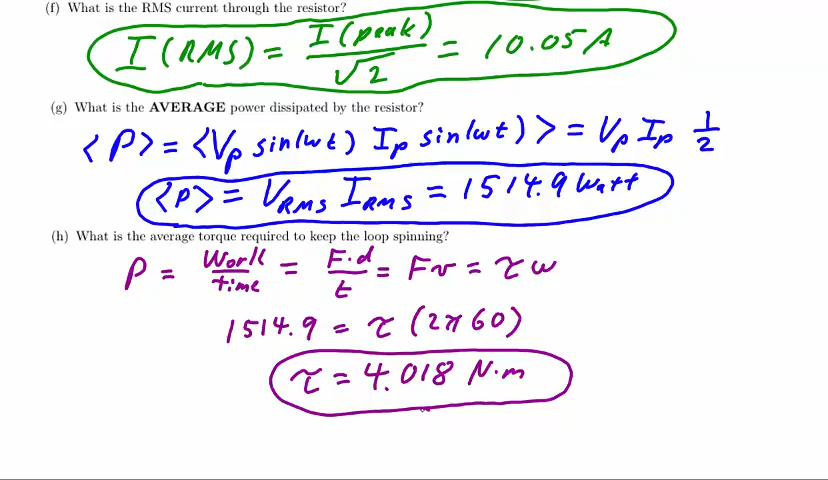 (f) What is the RMS current through the resistor?
I(RMS) = I(peak)/√2 = 10.05A
(g) What is the AVERAGE power dissipated by the resistor?
<P> = <Vp sin(wt) Ip sin(wt)> = Vp Ip 1/2
<P> = VRMS IRMS = 1514.9 Watt
(h) What is the average torque required to keep the loop spinning?
P = Work/time = F·d/t = Fv = τω
1514.9 = τ (2π60)
τ = 4.018 N·m